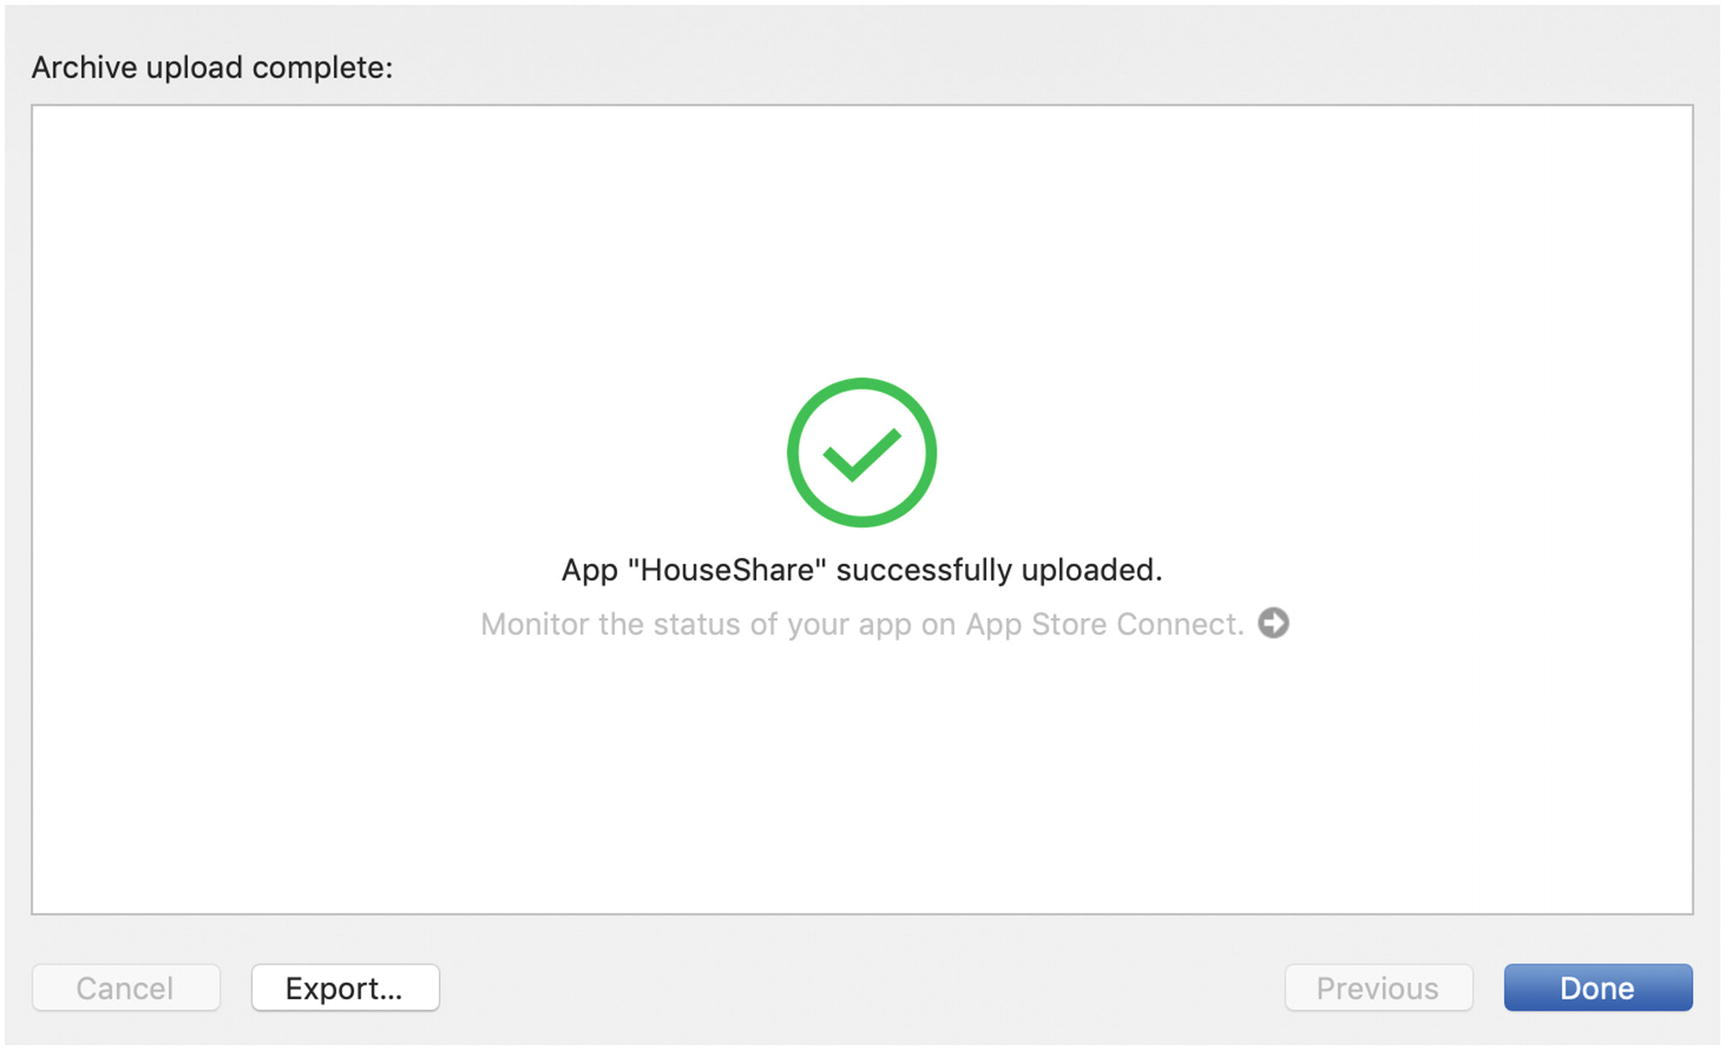 Archive upload complete:
App "HouseShare" successfully uploaded.
Monitor the status of your app on App Store Connect.
Cancel
Export...
Previous
Done